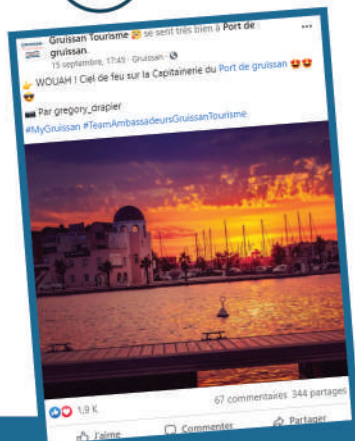 Gruissan Tourisme 😊 se sent très bien à Port de
gruissan.
15 septembre, 17:43 · Gruissan ·
👉 WOUAH ! Ciel de feu sur la Capitainerie du Port de gruissan 🤩🤩
😎
📷 Par gregory_drapier
#MyGruissan #TeamAmbassadeursGruissanTourisme
1,9 K
67 commentaires 344 partages
J'aime
Commenter
Partager